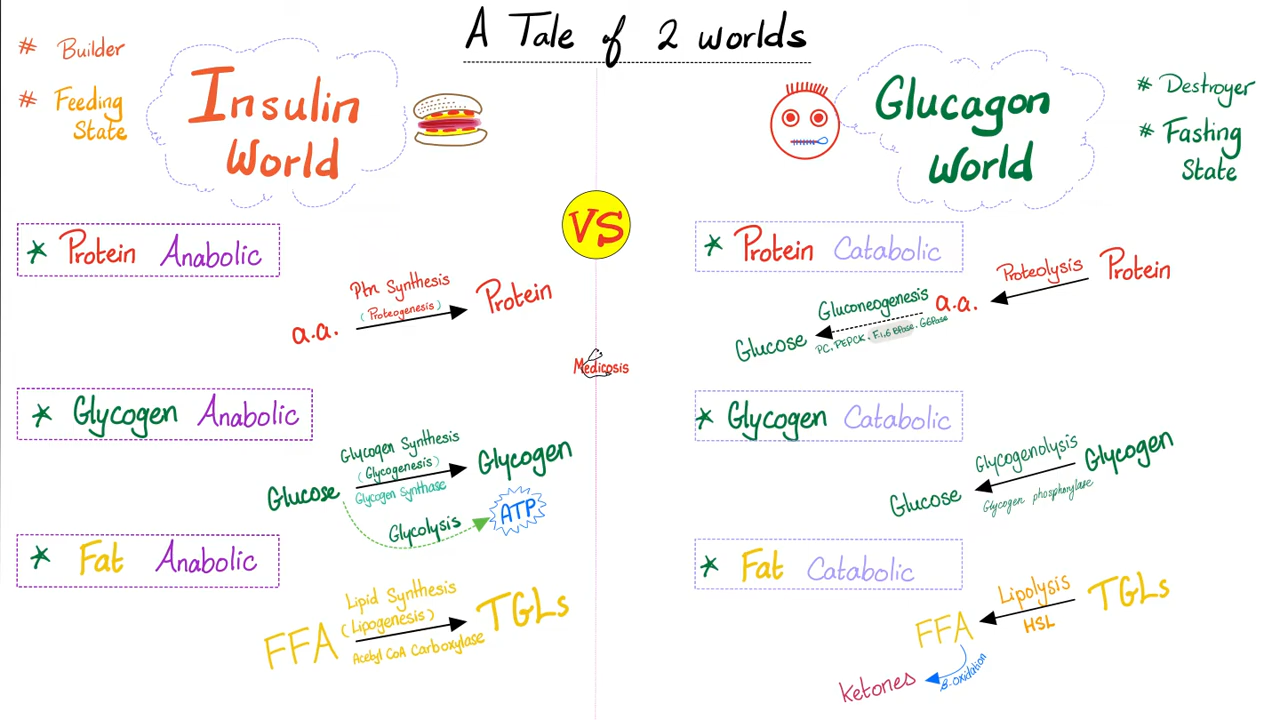 A Tale of 2 worlds
# Builder
# Feeding
State
Insulin
World
Glucagon
World
# Destroyer
# Fasting
State
VS
Medicosis
* Protein Anabolic
Ptn Synthesis
(Proteogenesis)
a.a.
Protein
* Glycogen Anabolic
Glycogen Synthesis
(Glycogenesis)
Glycogen Synthase
Glucose
Glycogen
Glycolysis
ATP
* Fat Anabolic
Lipid Synthesis
(Lipogenesis)
Acetyl CoA Carboxylase
FFA
TGLs
* Protein Catabolic
Proteolysis
Protein
a.a.
Gluconeogenesis
PC, PEPCK, F.1,6 BPase, G6Pase
Glucose
* Glycogen Catabolic
Glycogenolysis
Glycogen
Glycogen phosphorylase
Glucose
* Fat Catabolic
Lipolysis
HSL
TGLs
FFA
β-oxidation
Ketones